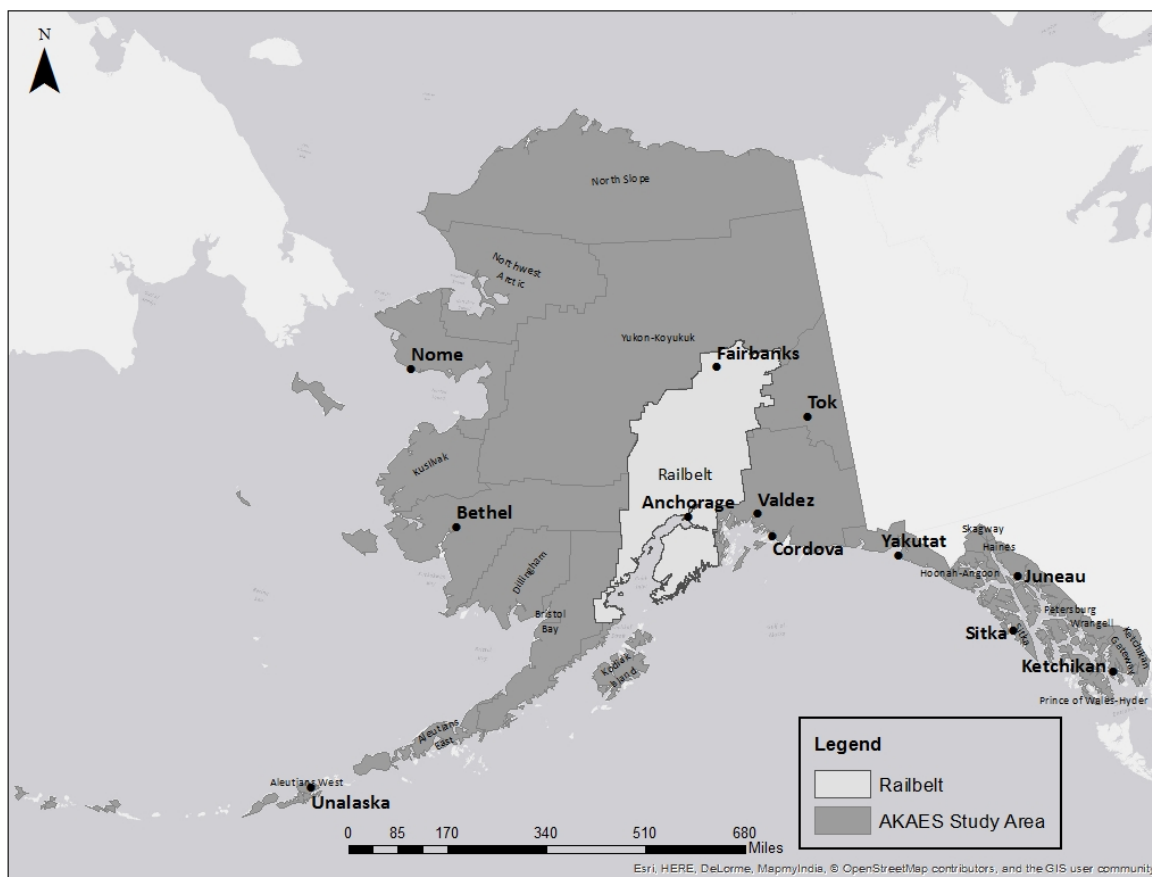 N
North Slope
Northwest
Arctic
Yukon-Koyukuk
Fairbanks
Nome
Tok
Kusilvak
Railbelt
Anchorage
Valdez
Bethel
Cordova
Yakutat
Skagway
Haines
Hoonah-Angoon
Juneau
Dillingham
Bristol
Bay
Petersburg
Wrangell
Sitka
Sitka
Ketchikan
Gateway
Ketchikan
Kodiak
Island
Prince of Wales-Hyder
Aleutians
East
Aleutians West
Unalaska
Legend
Railbelt
AKAES Study Area
0 85 170 340 510 680
Miles
Esri, HERE, DeLorme, MapmyIndia, © OpenStreetMap contributors, and the GIS user community